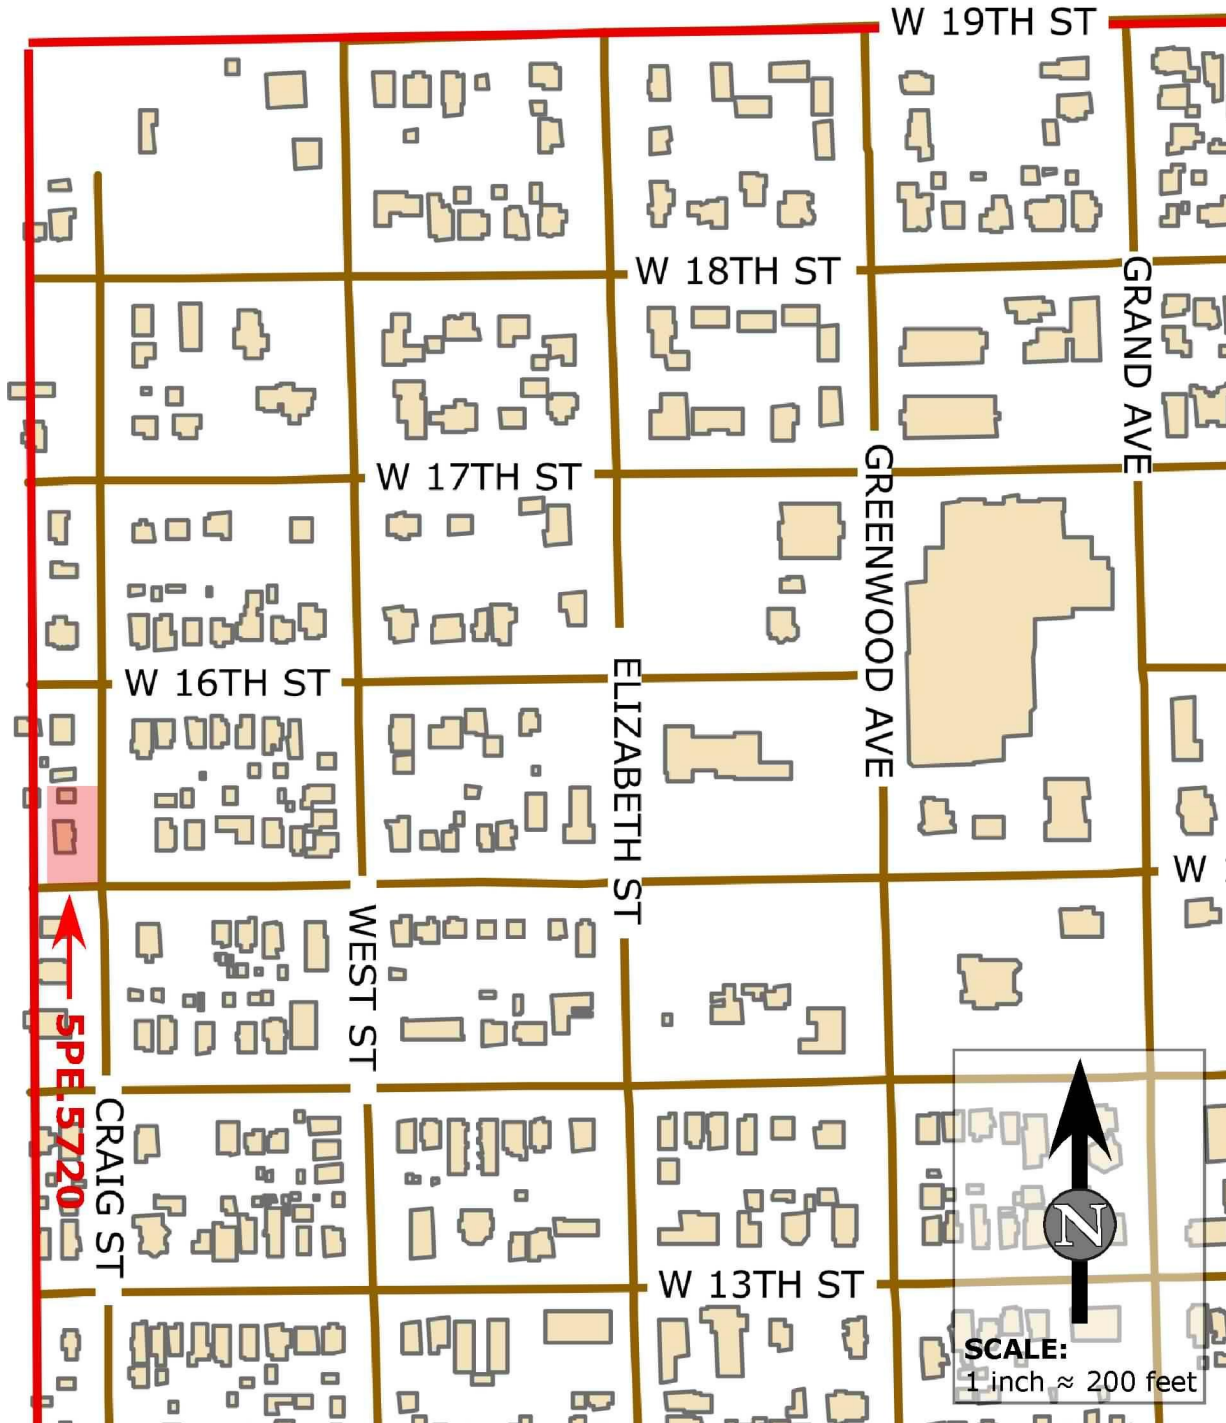 W 19TH ST
W 18TH ST
GRAND AVE
W 17TH ST
GREENWOOD AVE
W 16TH ST
ELIZABETH ST
W
WEST ST
5PE.5720
CRAIG ST
W 13TH ST
N
SCALE:
1 inch ≈ 200 feet